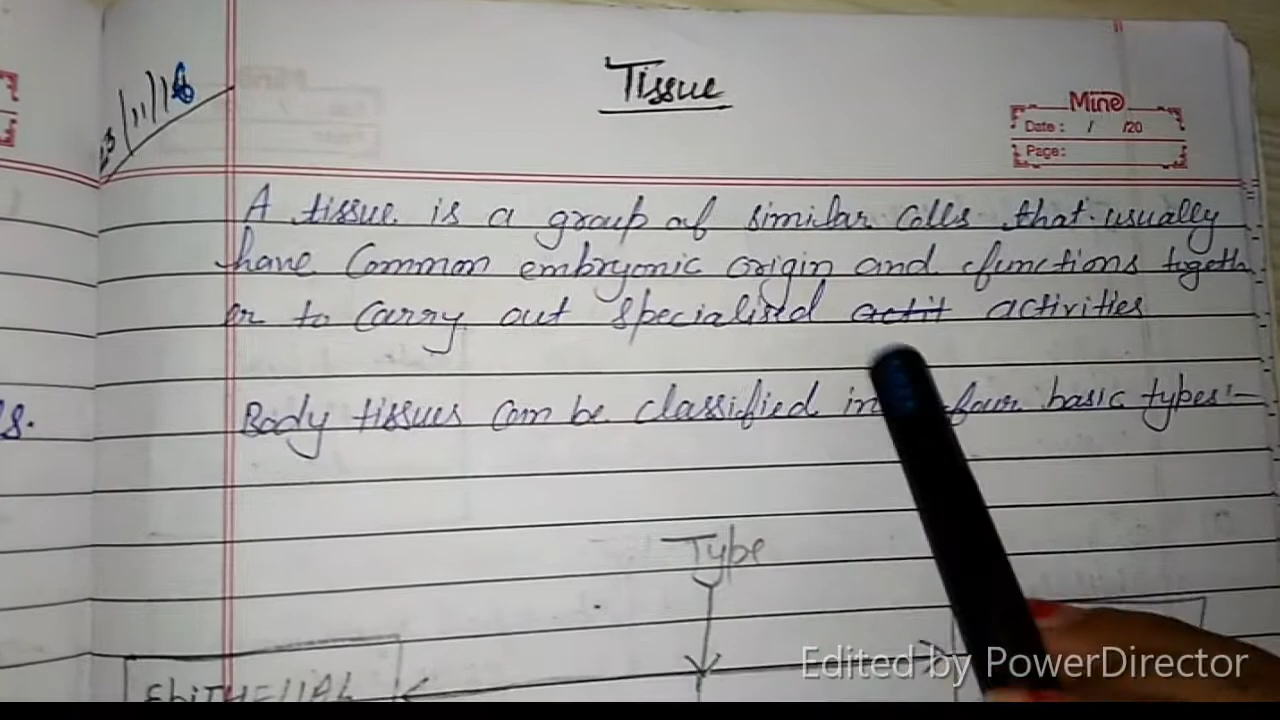 Tissue
23/11/18
Mine
Date : / /20
Page:
A tissue is a group of similar cells that usually
have Common embryonic origin and functions togeth
er to carry out specialised actit activities
Body tissues can be classified in four basic types:-
s.
Type
EPITHELIAL
Edited by PowerDirector